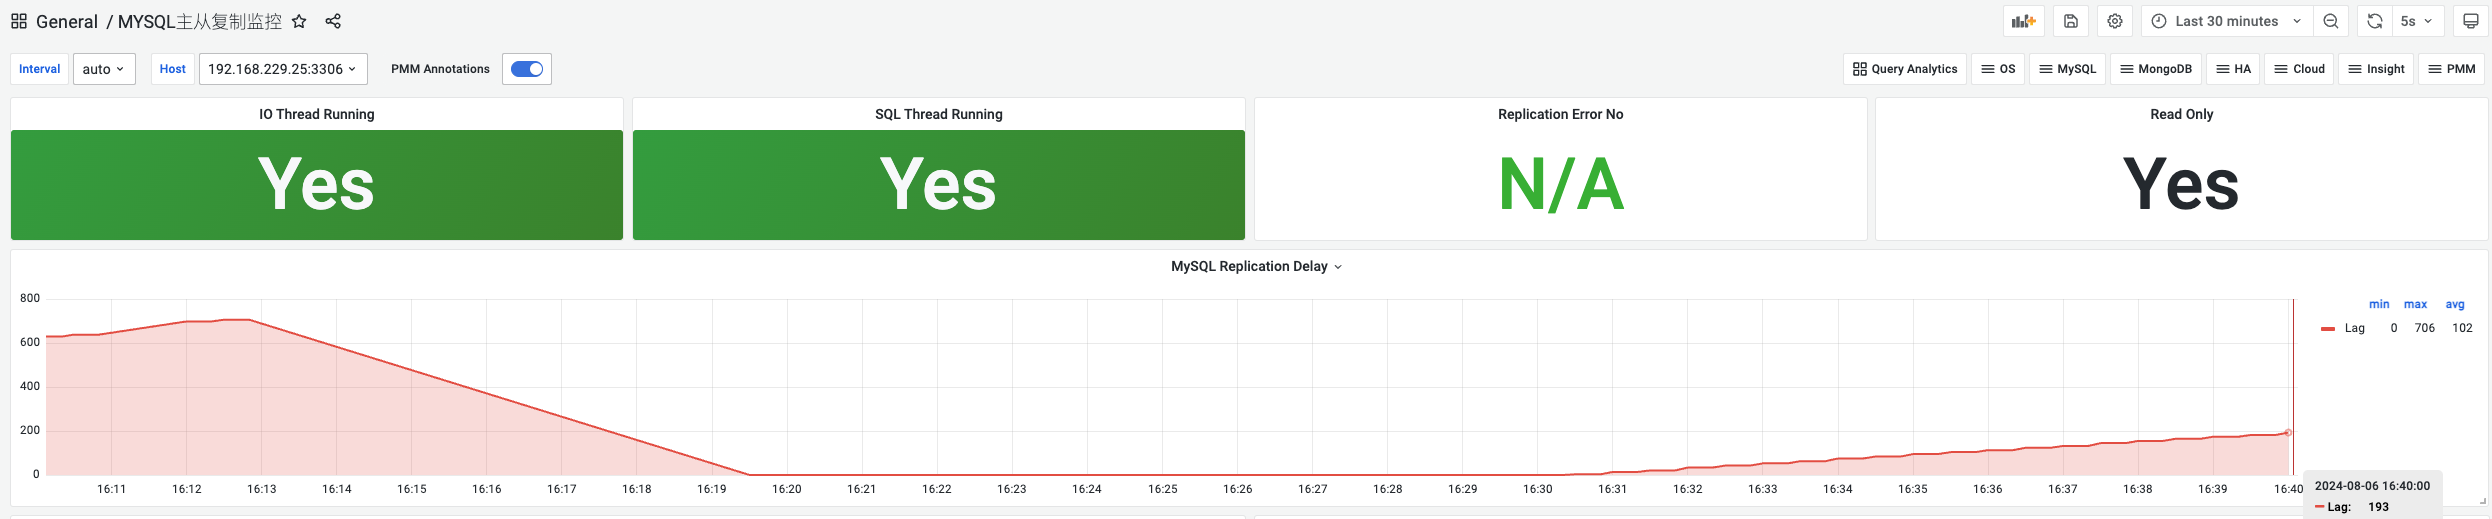 General / MYSQL主从复制监控
Last 30 minutes
5s
Interval auto Host 192.168.229.25:3306 PMM Annotations
Query Analytics OS MySQL MongoDB HA Cloud Insight PMM
IO Thread Running
Yes
SQL Thread Running
Yes
Replication Error No
N/A
Read Only
Yes
MySQL Replication Delay
800
600
400
200
0
16:11 16:12 16:13 16:14 16:15 16:16 16:17 16:18 16:19 16:20 16:21 16:22 16:23 16:24 16:25 16:26 16:27 16:28 16:29 16:30 16:31 16:32 16:33 16:34 16:35 16:36 16:37 16:38 16:39 16:40
min max avg
Lag 0 706 102
2024-08-06 16:40:00
Lag: 193